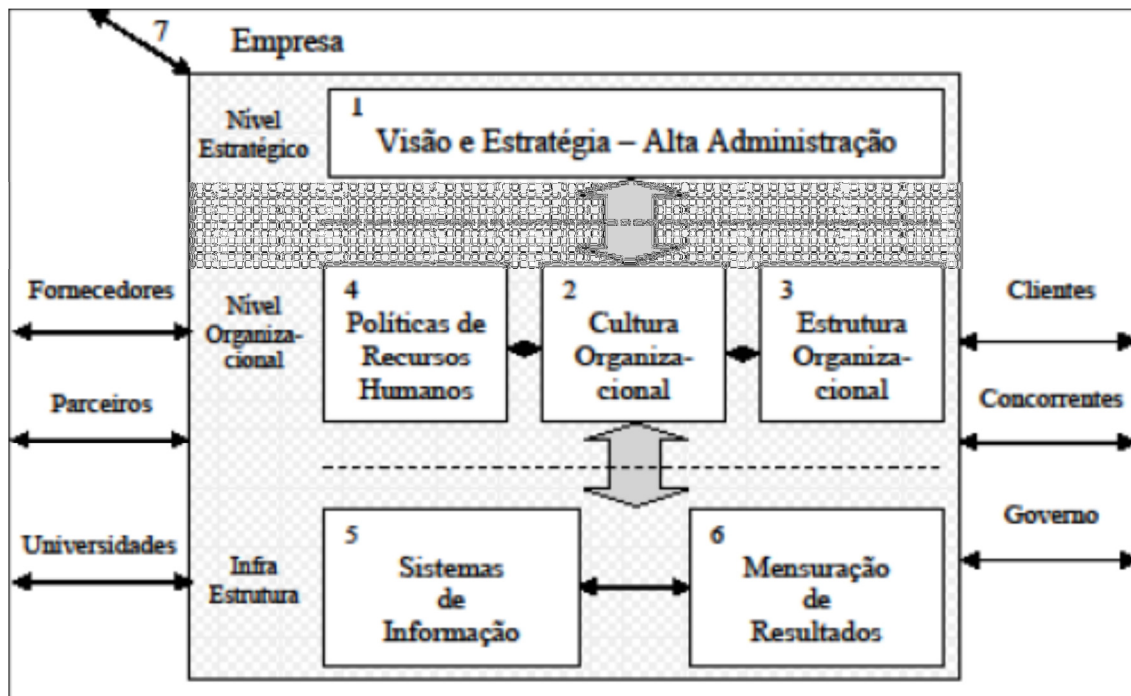 7
Empresa
Nível
Estratégico
1
Visão e Estratégia – Alta Administração
Fornecedores
Parceiros
Universidades
Nível
Organiza-
cional
4
Políticas de
Recursos
Humanos
2
Cultura
Organiza-
cional
3
Estrutura
Organiza-
cional
Clientes
Concorrentes
Governo
Infra
Estrutura
5
Sistemas
de
Informação
6
Mensuração
de
Resultados